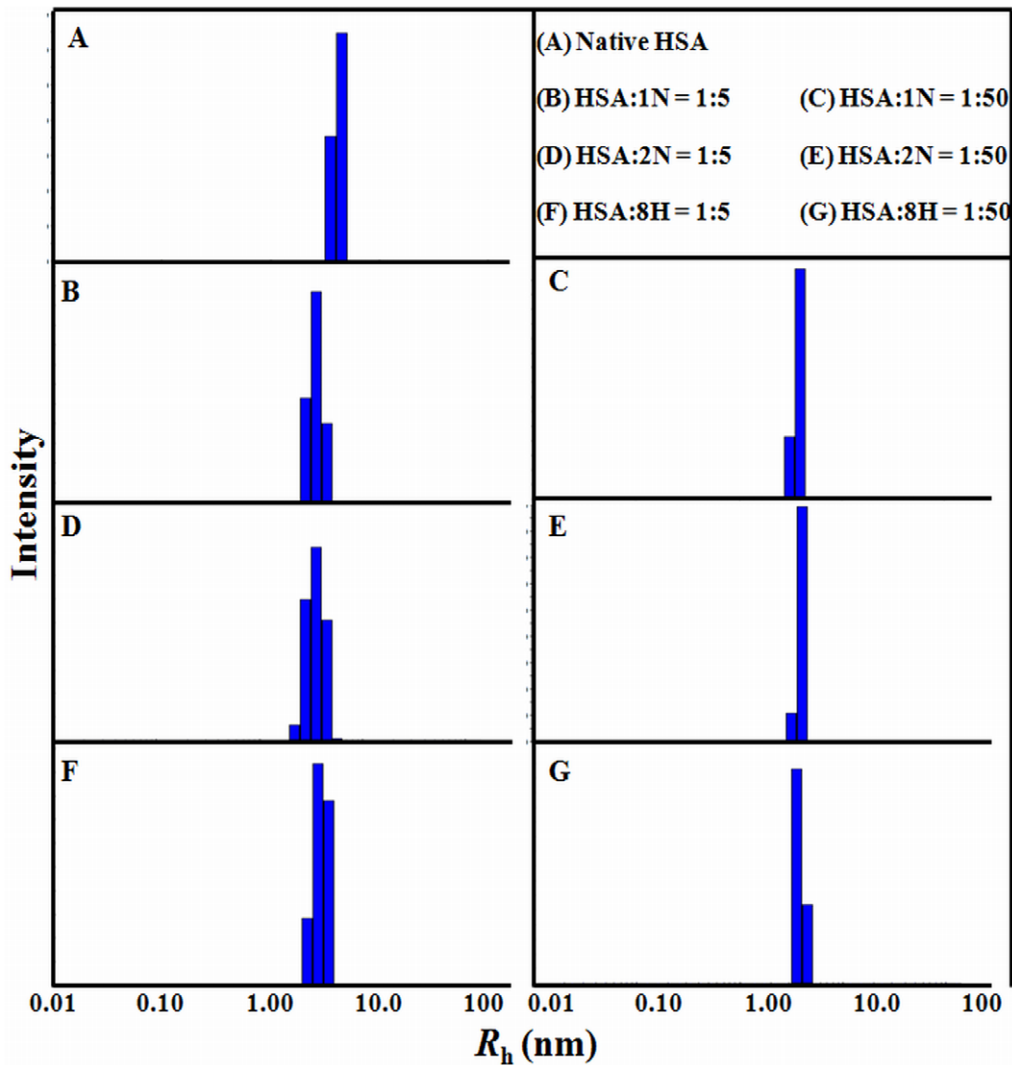 A
(A) Native HSA
(B) HSA:1N = 1:5 (C) HSA:1N = 1:50
(D) HSA:2N = 1:5 (E) HSA:2N = 1:50
(F) HSA:8H = 1:5 (G) HSA:8H = 1:50
B
C
D
E
F
G
Intensity
0.01 0.10 1.00 10.0 100
0.01 0.10 1.00 10.0 100
Rh (nm)